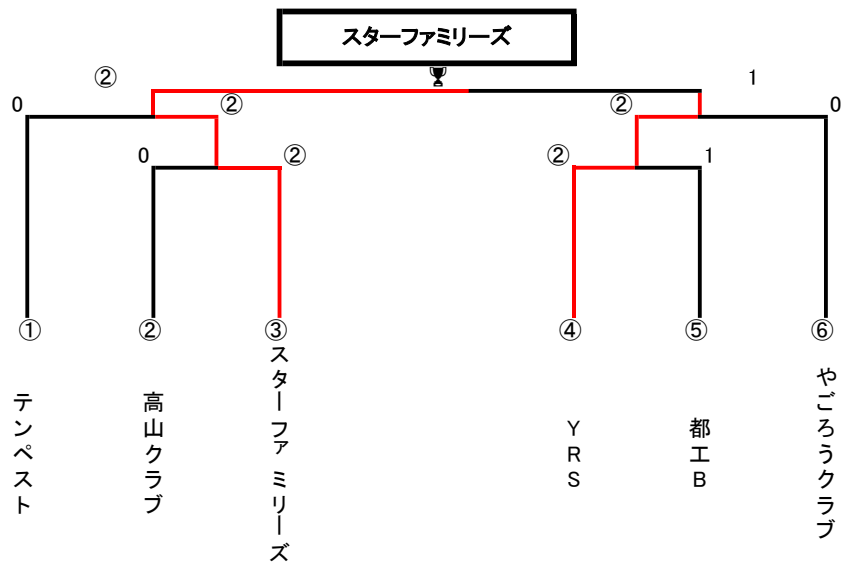 スターファミリーズ
② 1
0 ② ② 0
0 ② ② 1
① ② ③ ④ ⑤ ⑥
テンペスト
高山クラブ
スターファミリーズ
YRS
都工B
やごろうクラブ